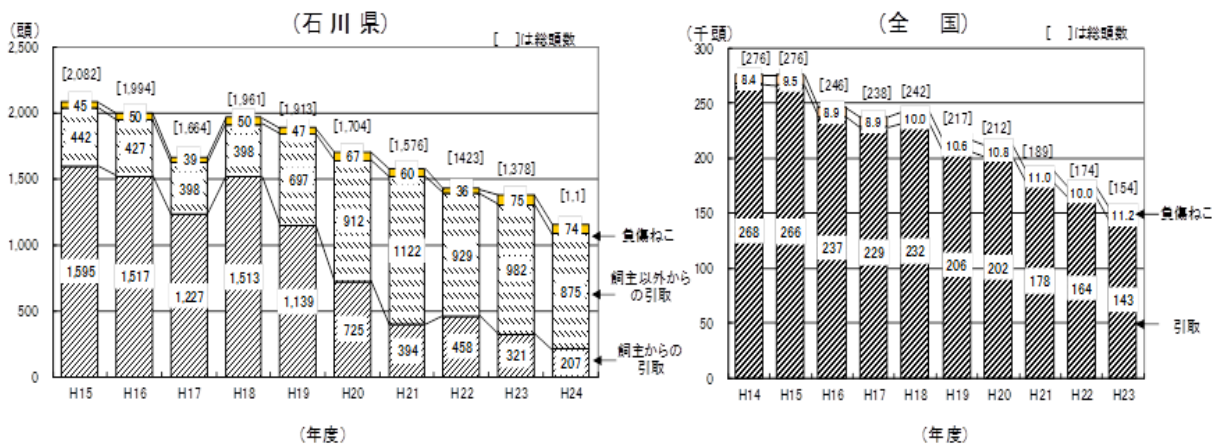 (石川県)
(頭)
[ ]は総頭数
2,500
2,000
1,500
1,000
500
0
[2,082] [1,994] [1,664] [1,961] [1,913] [1,704] [1,576] [1423] [1,378] [1.1]
45 50 39 50 47 67 60 36 75 74
442 427 398 398 697 912 1122 929 982 875
1,595 1,517 1,227 1,513 1,139 725 394 458 321 207
負傷ねこ
飼主以外から
の引取
飼主からの
引取
H15 H16 H17 H18 H19 H20 H21 H22 H23 H24
(年度)
(全 国)
(千頭)
[ ]は総頭数
300
250
200
150
100
50
0
[276] [276] [246] [238] [242] [217] [212] [189] [174] [154]
8.4 9.5 8.9 8.9 10.0 10.6 10.8 11.0 10.0 11.2
268 266 237 229 232 206 202 178 164 143
負傷ねこ
引取
H14 H15 H16 H17 H18 H19 H20 H21 H22 H23
(年度)